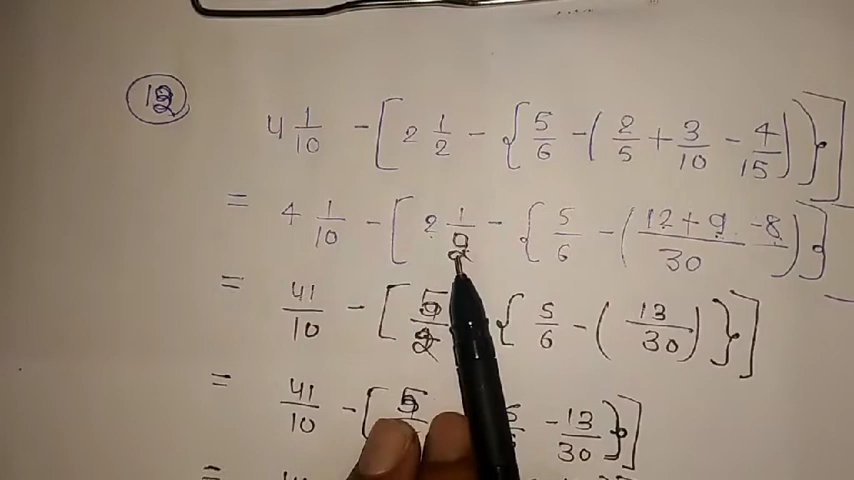 12
4 1/10 - [2 1/2 - {5/6 - (2/5 + 3/10 - 4/15)}]
= 4 1/10 - [2 1/2 - {5/6 - (12+9-8/30)}]
= 41/10 - [5/2 {5/6 - (13/30)}]
= 41/10 - [5 -13/30}]
=